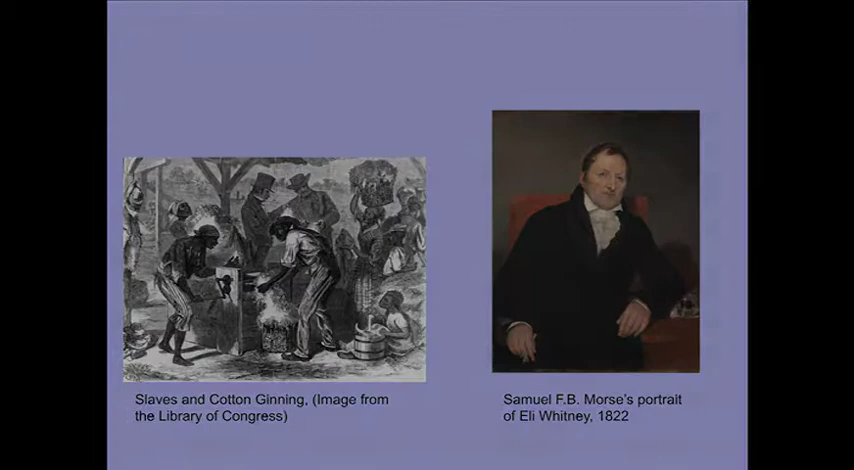 Slaves and Cotton Ginning, (Image from
the Library of Congress)
Samuel F.B. Morse's portrait
of Eli Whitney, 1822